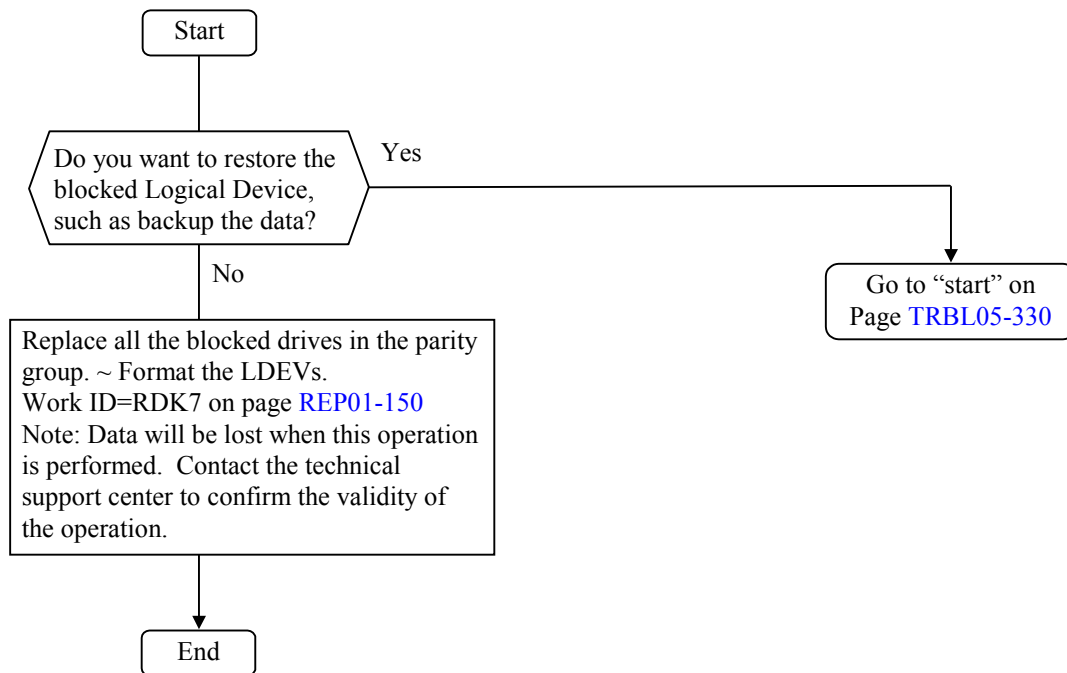 Start
Do you want to restore the
blocked Logical Device,
such as backup the data?
Yes
No
Go to “start” on
Page TRBL05-330
Replace all the blocked drives in the parity
group. ~ Format the LDEVs.
Work ID=RDK7 on page REP01-150
Note: Data will be lost when this operation
is performed.  Contact the technical
support center to confirm the validity of
the operation.
End